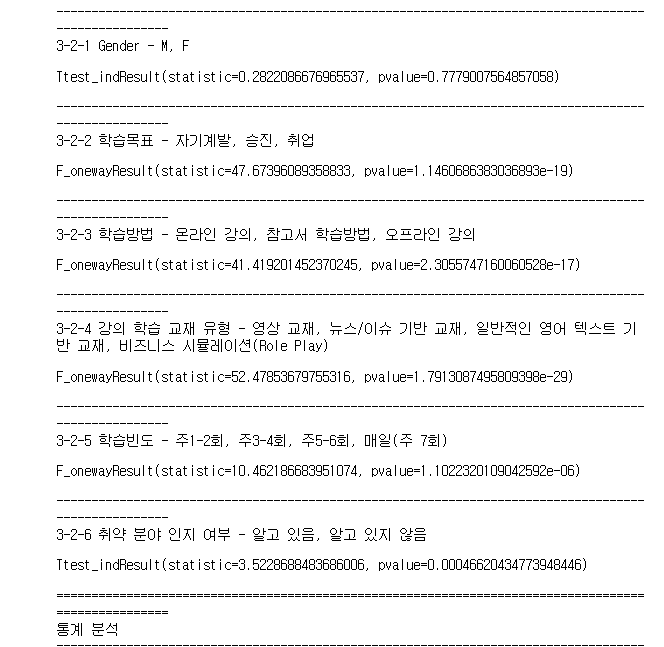 ------------------------------------------------------------------------------------
----------------
3-2-1 Gender - M, F
Ttest_indResult(statistic=0.2822086676965537, pvalue=0.7779007564857058)
------------------------------------------------------------------------------------
----------------
3-2-2 학습목표 - 자기계발, 승진, 취업
F_onewayResult(statistic=47.67396089358833, pvalue=1.1460686383036893e-19)
------------------------------------------------------------------------------------
----------------
3-2-3 학습방법 - 온라인 강의, 참고서 학습방법, 오프라인 강의
F_onewayResult(statistic=41.419201452370245, pvalue=2.3055747160060528e-17)
------------------------------------------------------------------------------------
----------------
3-2-4 강의 학습 교재 유형 - 영상 교재, 뉴스/이슈 기반 교재, 일반적인 영어 텍스트 기
반 교재, 비즈니스 시뮬레이션(Role Play)
F_onewayResult(statistic=52.47853679755316, pvalue=1.7913087495809398e-29)
------------------------------------------------------------------------------------
----------------
3-2-5 학습빈도 - 주1-2회, 주3-4회, 주5-6회, 매일(주 7회)
F_onewayResult(statistic=10.462186683951074, pvalue=1.1022320109042592e-06)
------------------------------------------------------------------------------------
----------------
3-2-6 취약 분야 인지 여부 - 알고 있음, 알고 있지 않음
Ttest_indResult(statistic=3.5228688483686006, pvalue=0.00046620434773948446)
====================================================================================
================
통계 분석
------------------------------------------------------------------------------------